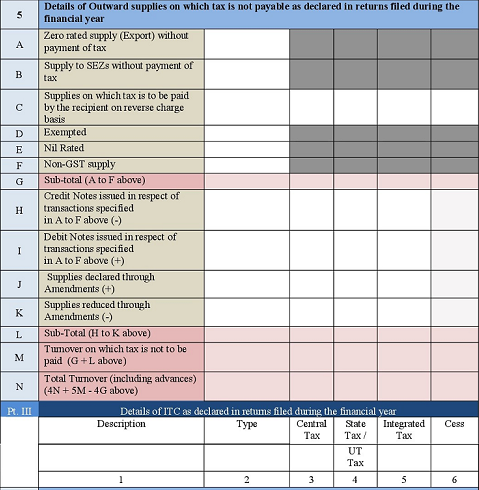 5 Details of Outward supplies on which tax is not payable as declared in returns filed during the
financial year
A Zero rated supply (Export) without
payment of tax
B Supply to SEZs without payment of
tax
C Supplies on which tax is to be paid
by the recipient on reverse charge
basis
D Exempted
E Nil Rated
F Non-GST supply
G Sub-total (A to F above)
H Credit Notes issued in respect of
transactions specified
in A to F above (-)
I Debit Notes issued in respect of
transactions specified
in A to F above (+)
J Supplies declared through
Amendments (+)
K Supplies reduced through
Amendments (-)
L Sub-Total (H to K above)
M Turnover on which tax is not to be
paid (G + L above)
N Total Turnover (including advances)
(4N + 5M - 4G above)
Pt. III Details of ITC as declared in returns filed during the financial year
Description Type Central State Integrated Cess
Tax Tax / Tax
UT
Tax
1 2 3 4 5 6